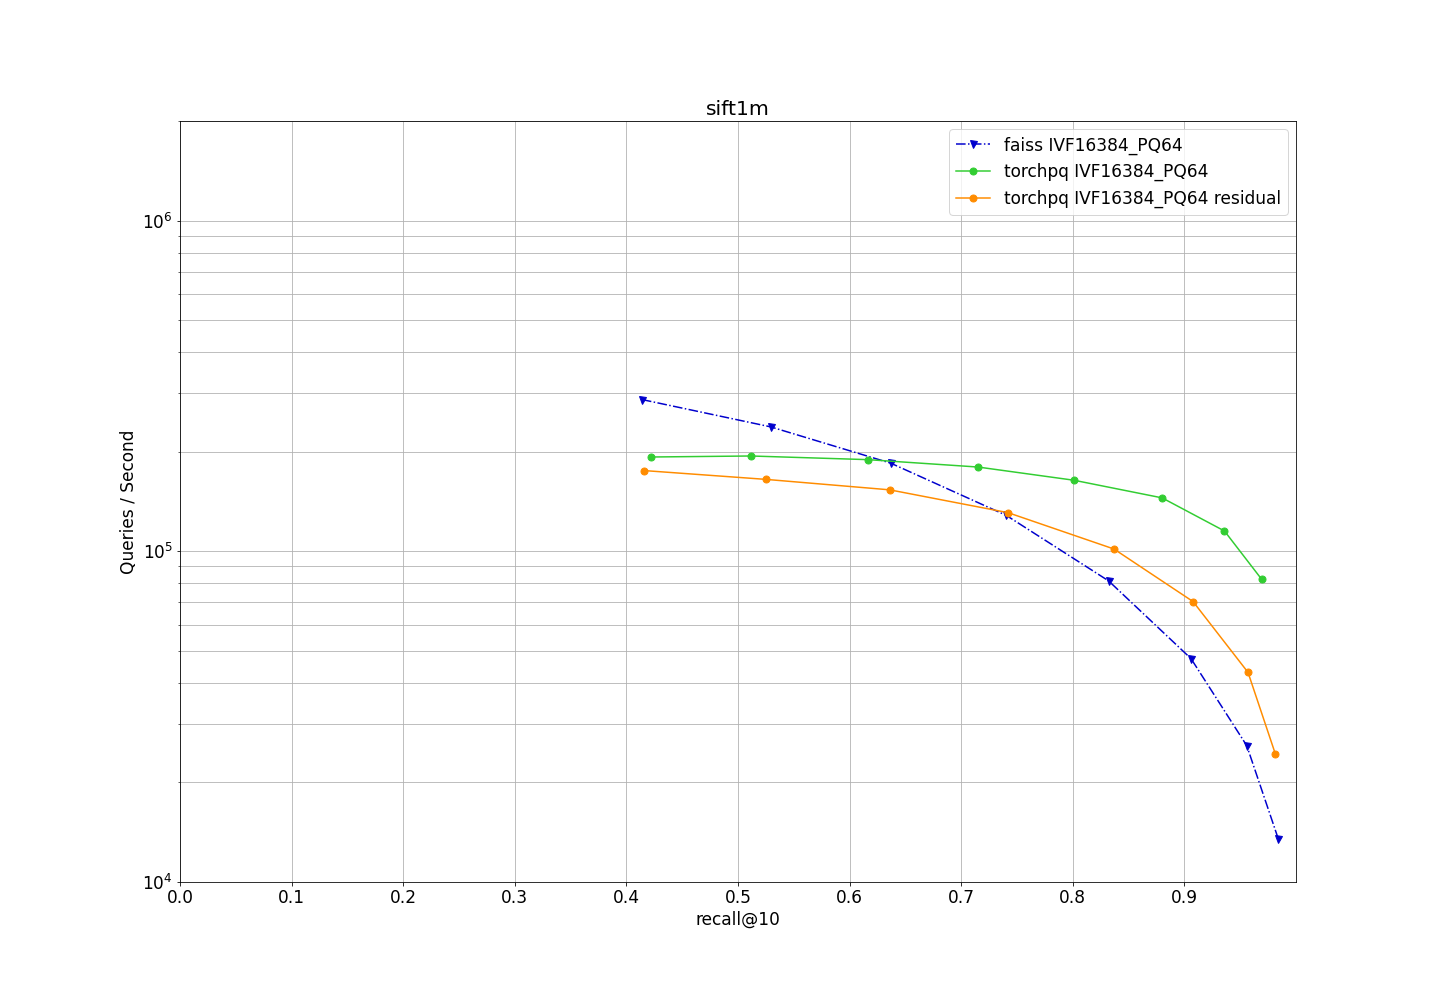 sift1m
faiss IVF16384_PQ64
torchpq IVF16384_PQ64
torchpq IVF16384_PQ64 residual
Queries / Second
10^6
10^5
10^4
0.0 0.1 0.2 0.3 0.4 0.5 0.6 0.7 0.8 0.9
recall@10